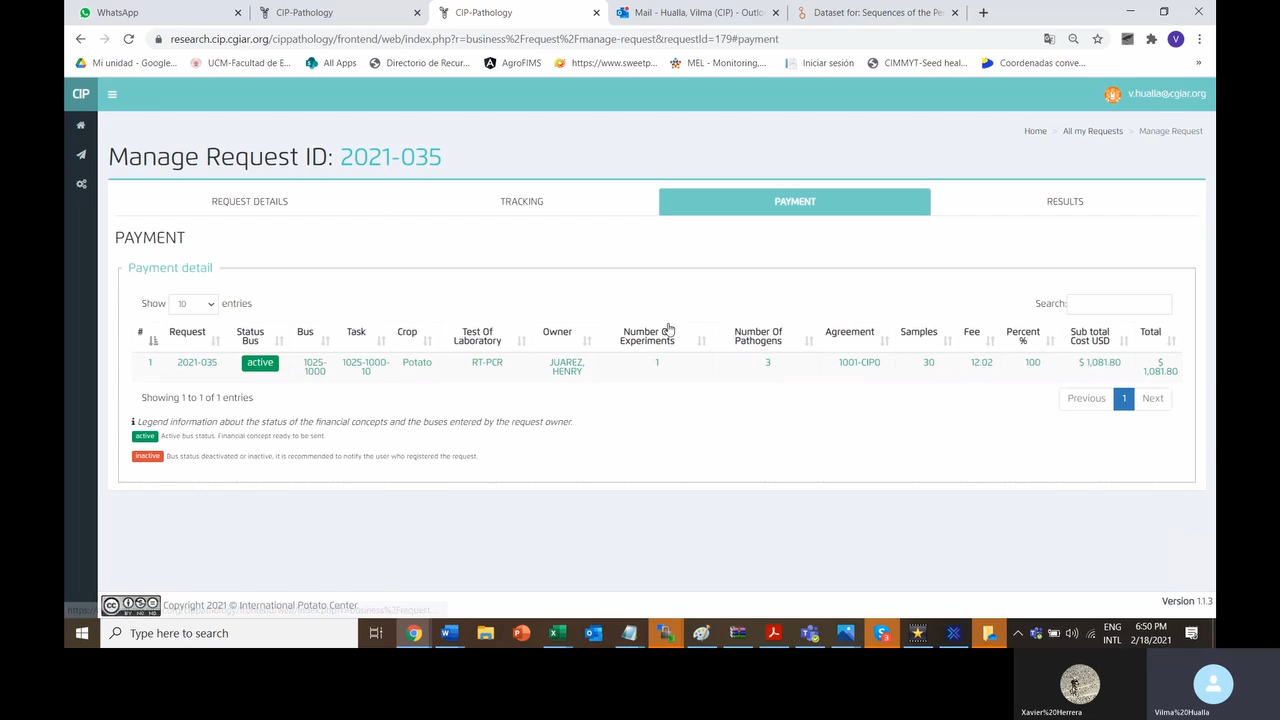 WhatsApp
CIP-Pathology
CIP-Pathology
Mail - Hualla, Vilma (CIP) - Outlo
Dataset for: Sequences of the Pe
research.cip.cgiar.org/cippathology/frontend/web/index.php?r=business%2Frequest%2Fmanage-request&requestId=179#payment
V
Mi unidad - Google...
UCM-Facultad de E...
All Apps
Directorio de Recur...
AgroFIMS
https://www.sweetp...
MEL - Monitoring,...
Iniciar sesión
CIMMYT-Seed heal...
Coordenadas conve...
»
CIP
v.hualla@cgiar.org
Home > All my Requests > Manage Request
Manage Request ID: 2021-035
REQUEST DETAILS
TRACKING
PAYMENT
RESULTS
PAYMENT
Payment detail
Show 10 entries
Search:
# Request Status Bus Bus Task Crop Test Of Laboratory Owner Number Of Experiments Number Of Pathogens Agreement Samples Fee Percent % Sub total Cost USD Total
1 2021-035 active 1025-1000 1025-1000-10 Potato RT-PCR JUAREZ, HENRY 1 3 1001-CIP0 30 12.02 100 $ 1,081.80 $ 1,081.80
Showing 1 to 1 of 1 entries
Previous 1 Next
Legend information about the status of the financial concepts and the buses entered by the request owner.
active Active bus status. Financial concept ready to be sent.
inactive Bus status deactivated or inactive, it is recommended to notify the user who registered the request.
Copyright 2021 © International Potato Center.
Version 1.1.3
Type here to search
ENG
INTL
6:50 PM
2/18/2021
Xavier%20Herrera
Vilma%20Hualla